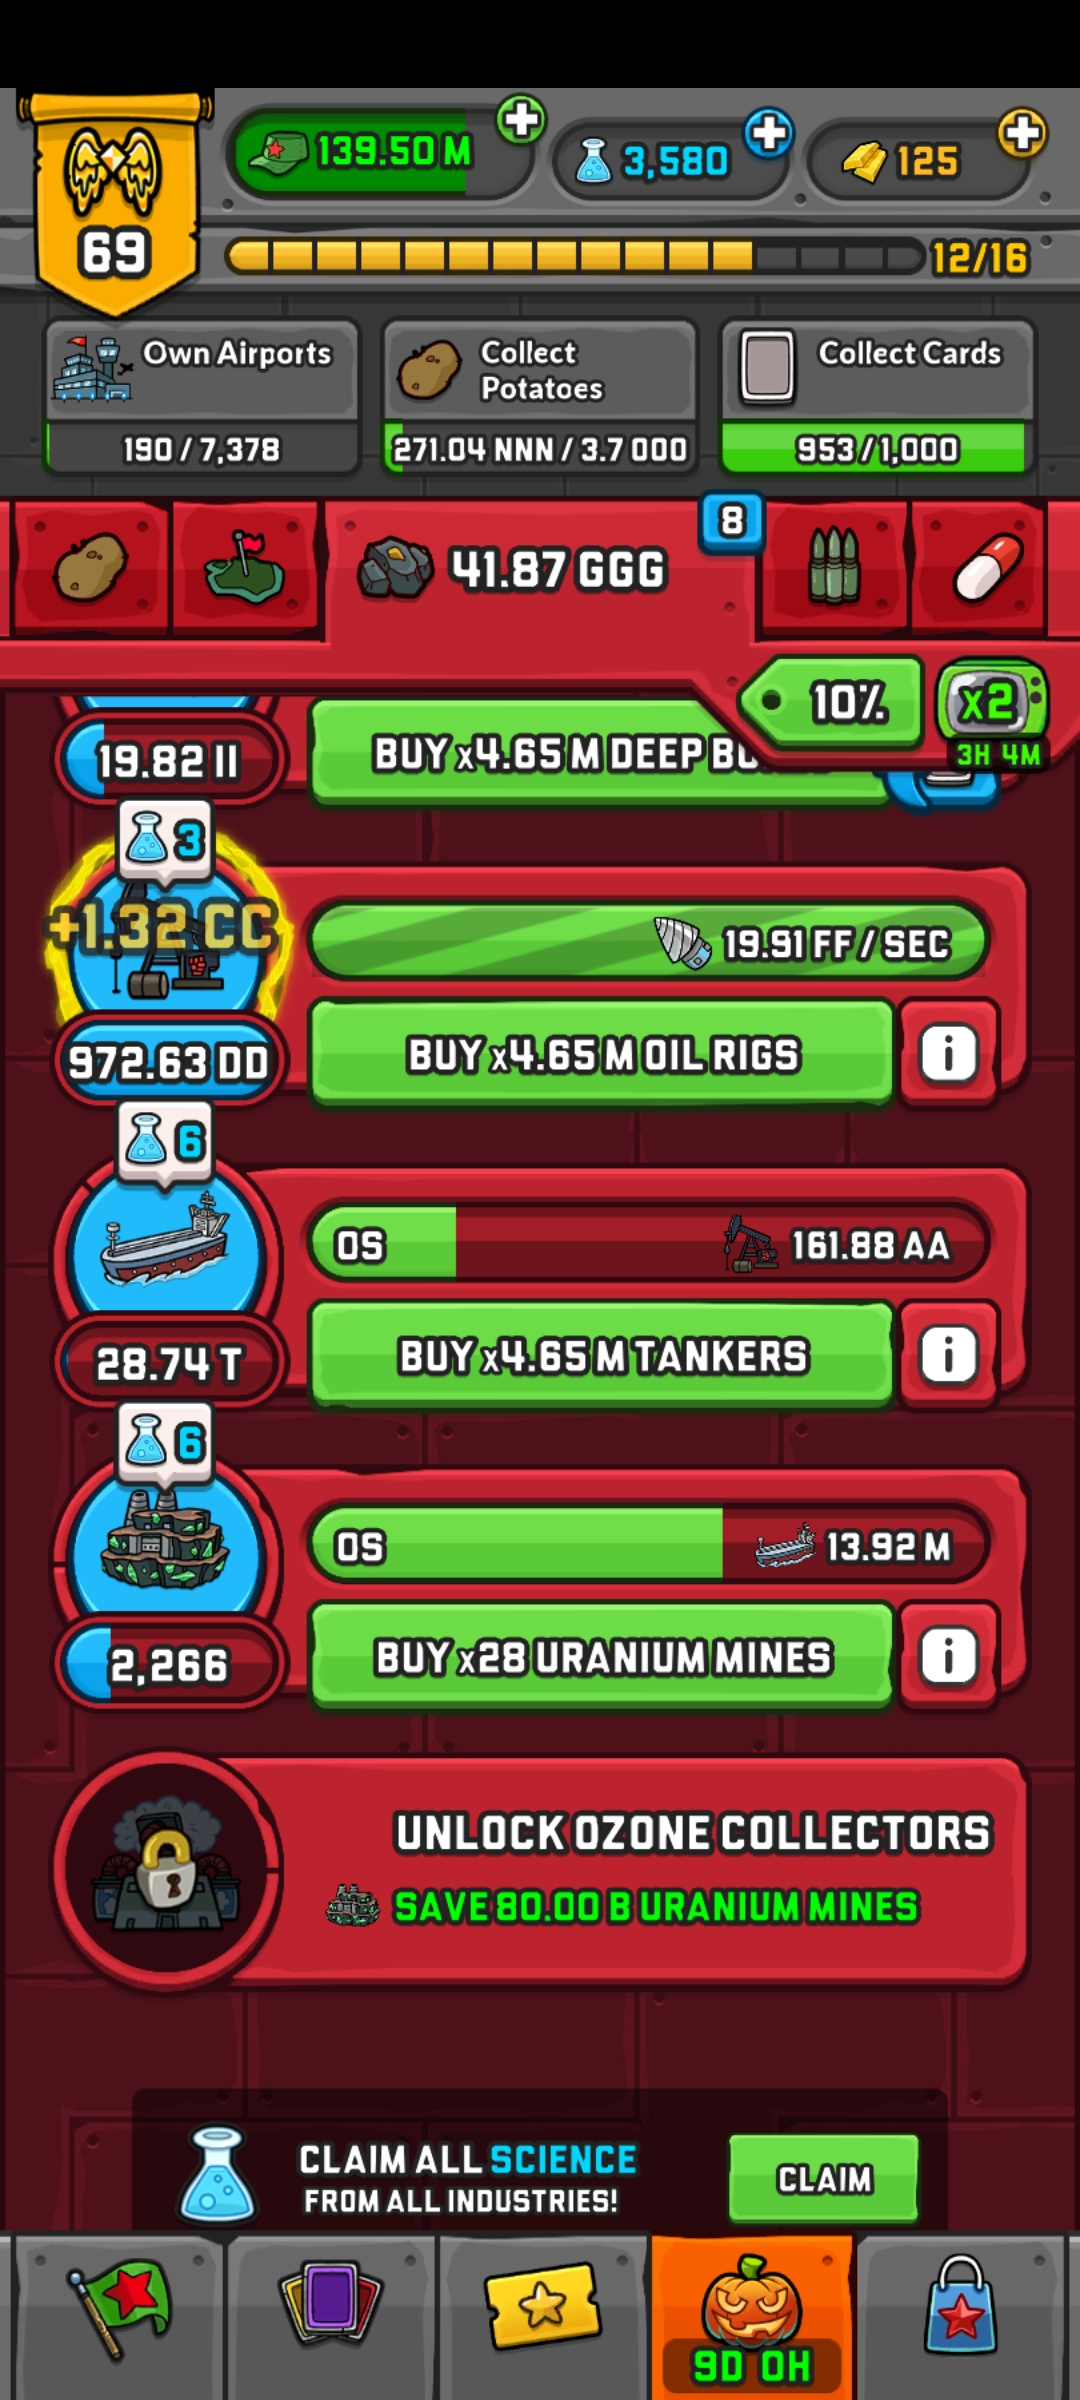 139.50 M
3,580
125
69
12/16
Own Airports
190 / 7,378
Collect
Potatoes
271.04 NNN / 3.7 OOO
Collect Cards
953 / 1,000
8
41.87 GGG
10%
x2
3H 4M
19.82 II
BUY x4.65 M DEEP
3
+1.32 CC
19.91 FF / SEC
972.63 DD
BUY x4.65 M OIL RIGS
i
6
0S
161.88 AA
28.74 T
BUY x4.65 M TANKERS
i
6
0S
13.92 M
2,266
BUY x28 URANIUM MINES
i
UNLOCK OZONE COLLECTORS
SAVE 80.00 B URANIUM MINES
CLAIM ALL SCIENCE
FROM ALL INDUSTRIES!
CLAIM
9D 0H